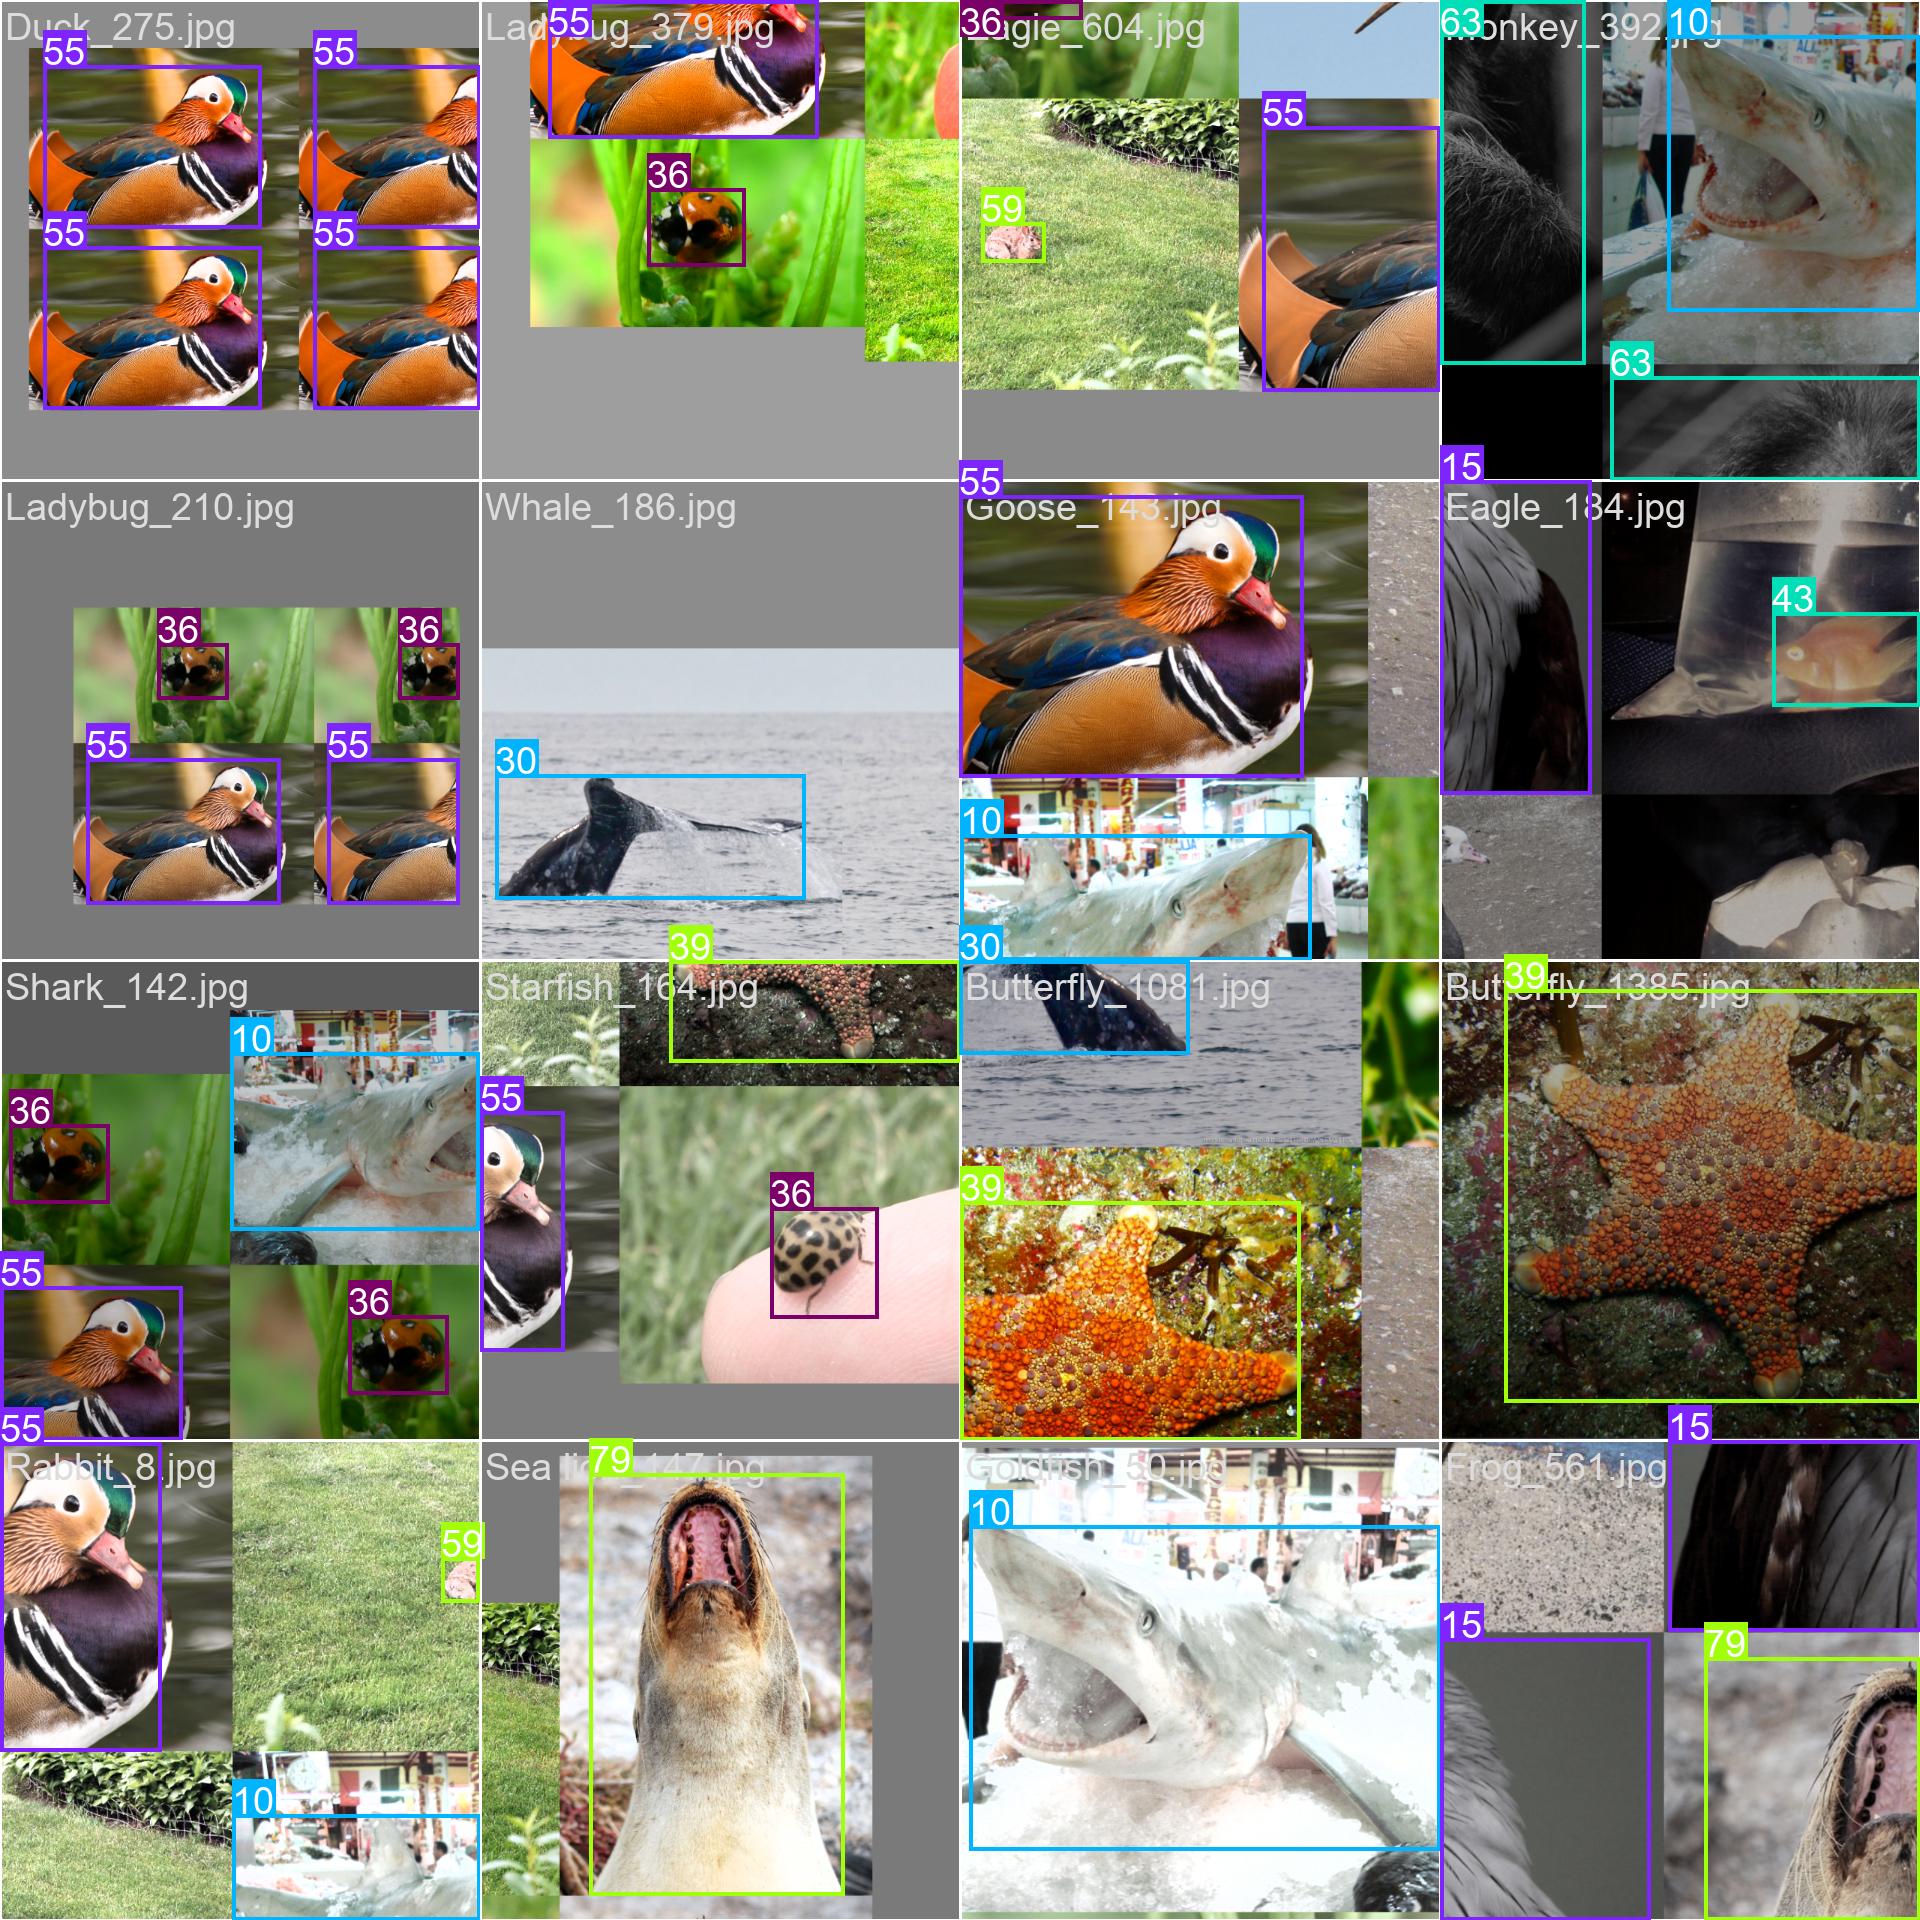 Duck_275.jpg
55
55
55
55
Ladybug_379.jpg
55
36
Eagle_604.jpg
36
59
55
Monkey_392.jpg
63
10
63
Ladybug_210.jpg
36
36
55
55
Whale_186.jpg
30
Goose_143.jpg
55
10
Eagle_184.jpg
15
43
Shark_142.jpg
10
36
55
36
Starfish_164.jpg
39
55
36
Butterfly_1081.jpg
30
39
Butterfly_1385.jpg
39
Rabbit_8.jpg
55
59
10
Sea lion_147.jpg
79
Goldfish_50.jpg
10
Frog_561.jpg
15
15
79